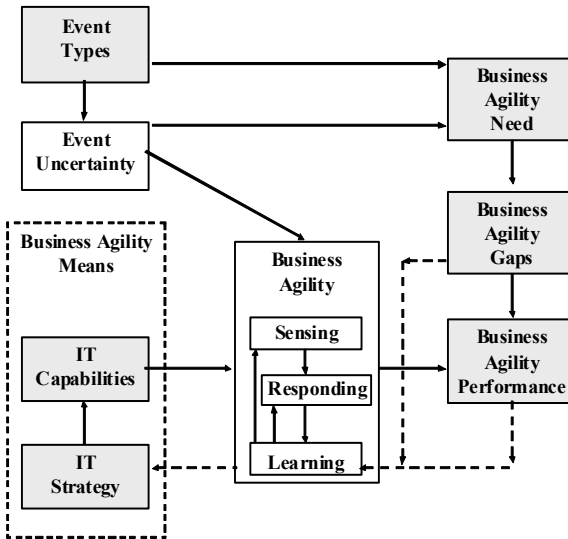 Event
Types
Business
Agility
Need
Event
Uncertainty
Business
Agility
Gaps
Business Agility
Means
Business
Agility
Sensing
Responding
Learning
IT
Capabilities
IT
Strategy
Business
Agility
Performance